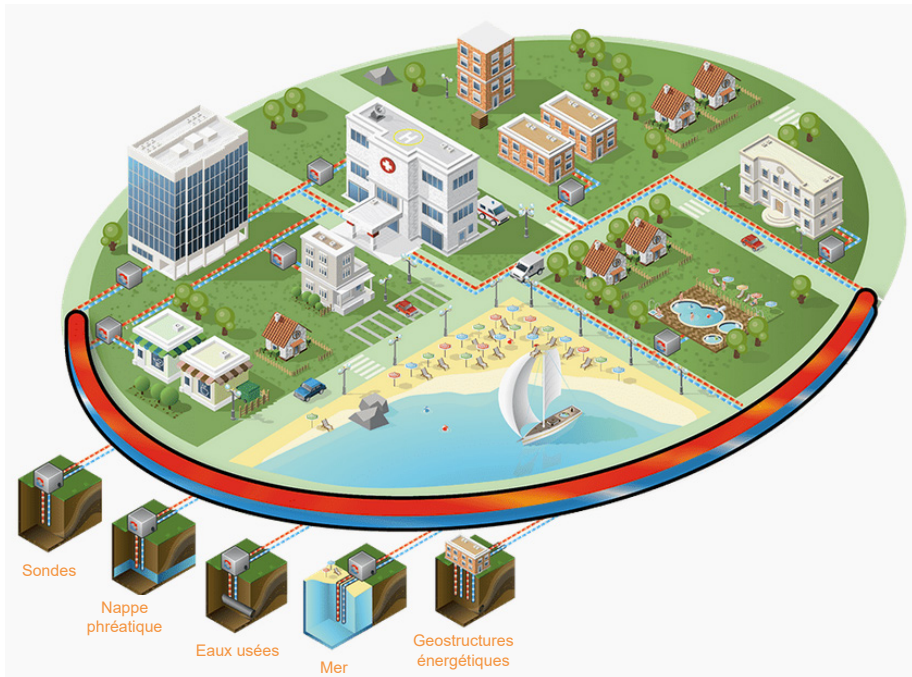 H
Sondes
Nappe
phréatique
Eaux usées
Mer
Geostructures
énergétiques